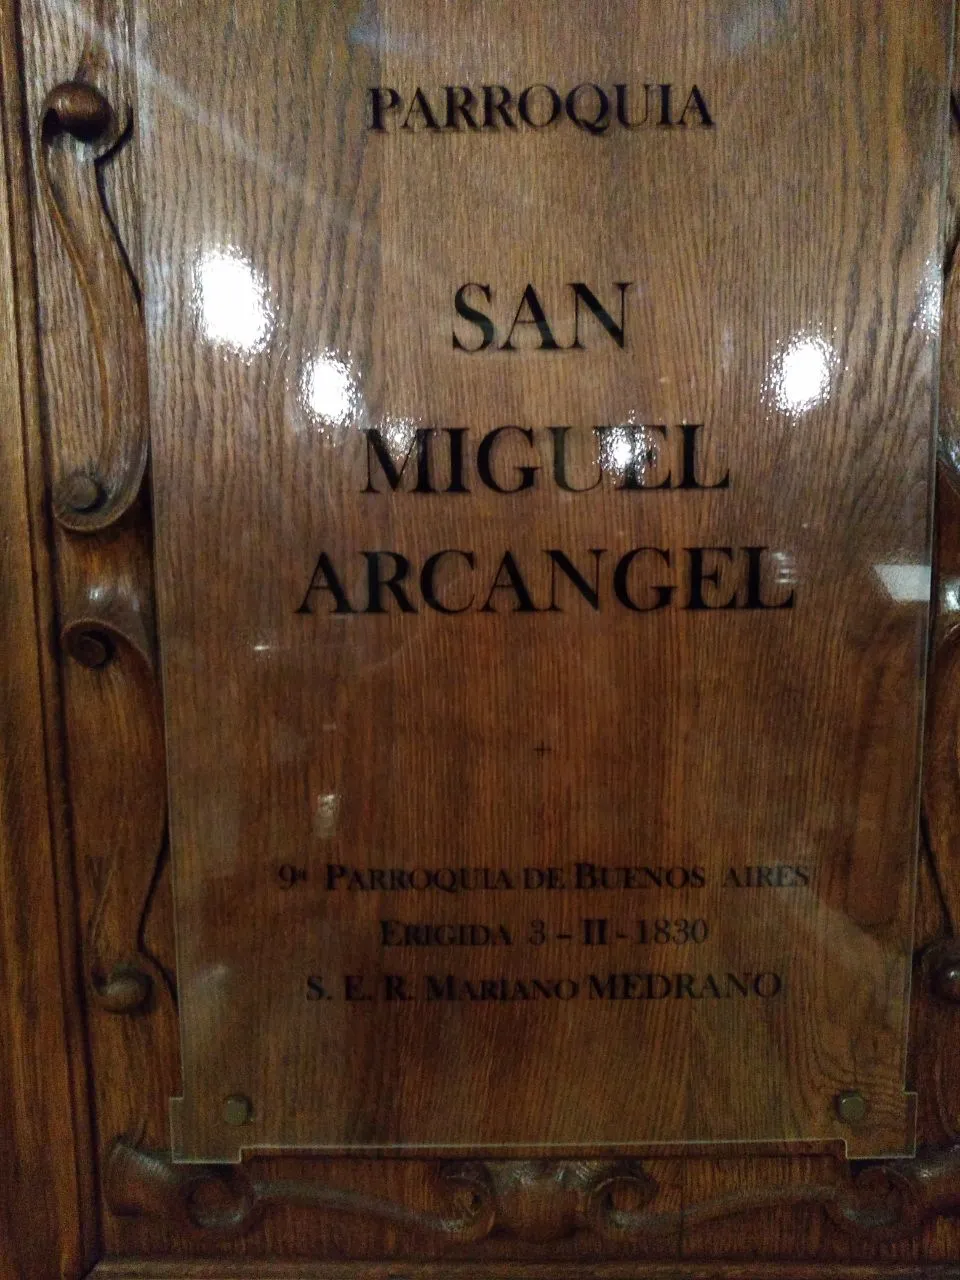 PARROQUIA
SAN
MIGUEL
ARCANGEL
9ª PARROQUIA DE BUENOS AIRES
ERIGIDA 3 - II - 1830
S. E. R. MARIANO MEDRANO